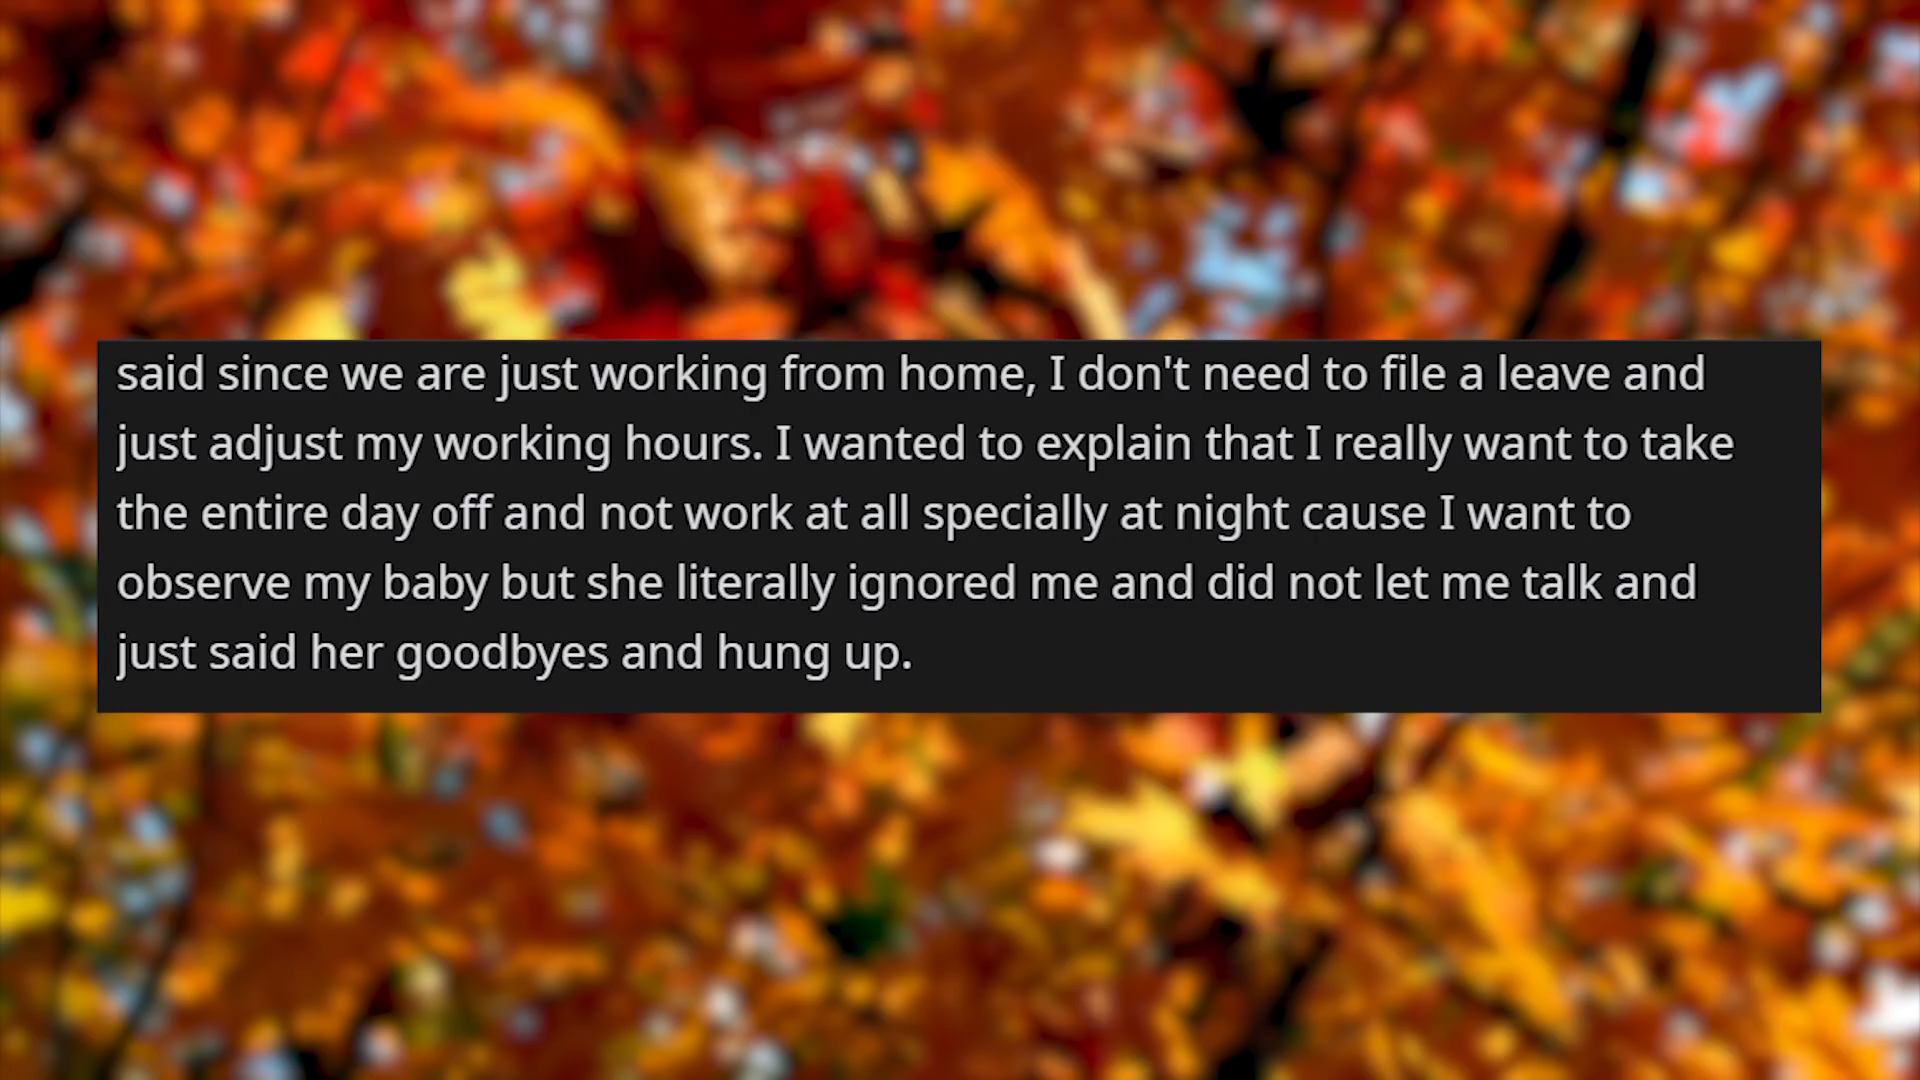 said since we are just working from home, I don't need to file a leave and
just adjust my working hours. I wanted to explain that I really want to take
the entire day off and not work at all specially at night cause I want to
observe my baby but she literally ignored me and did not let me talk and
just said her goodbyes and hung up.